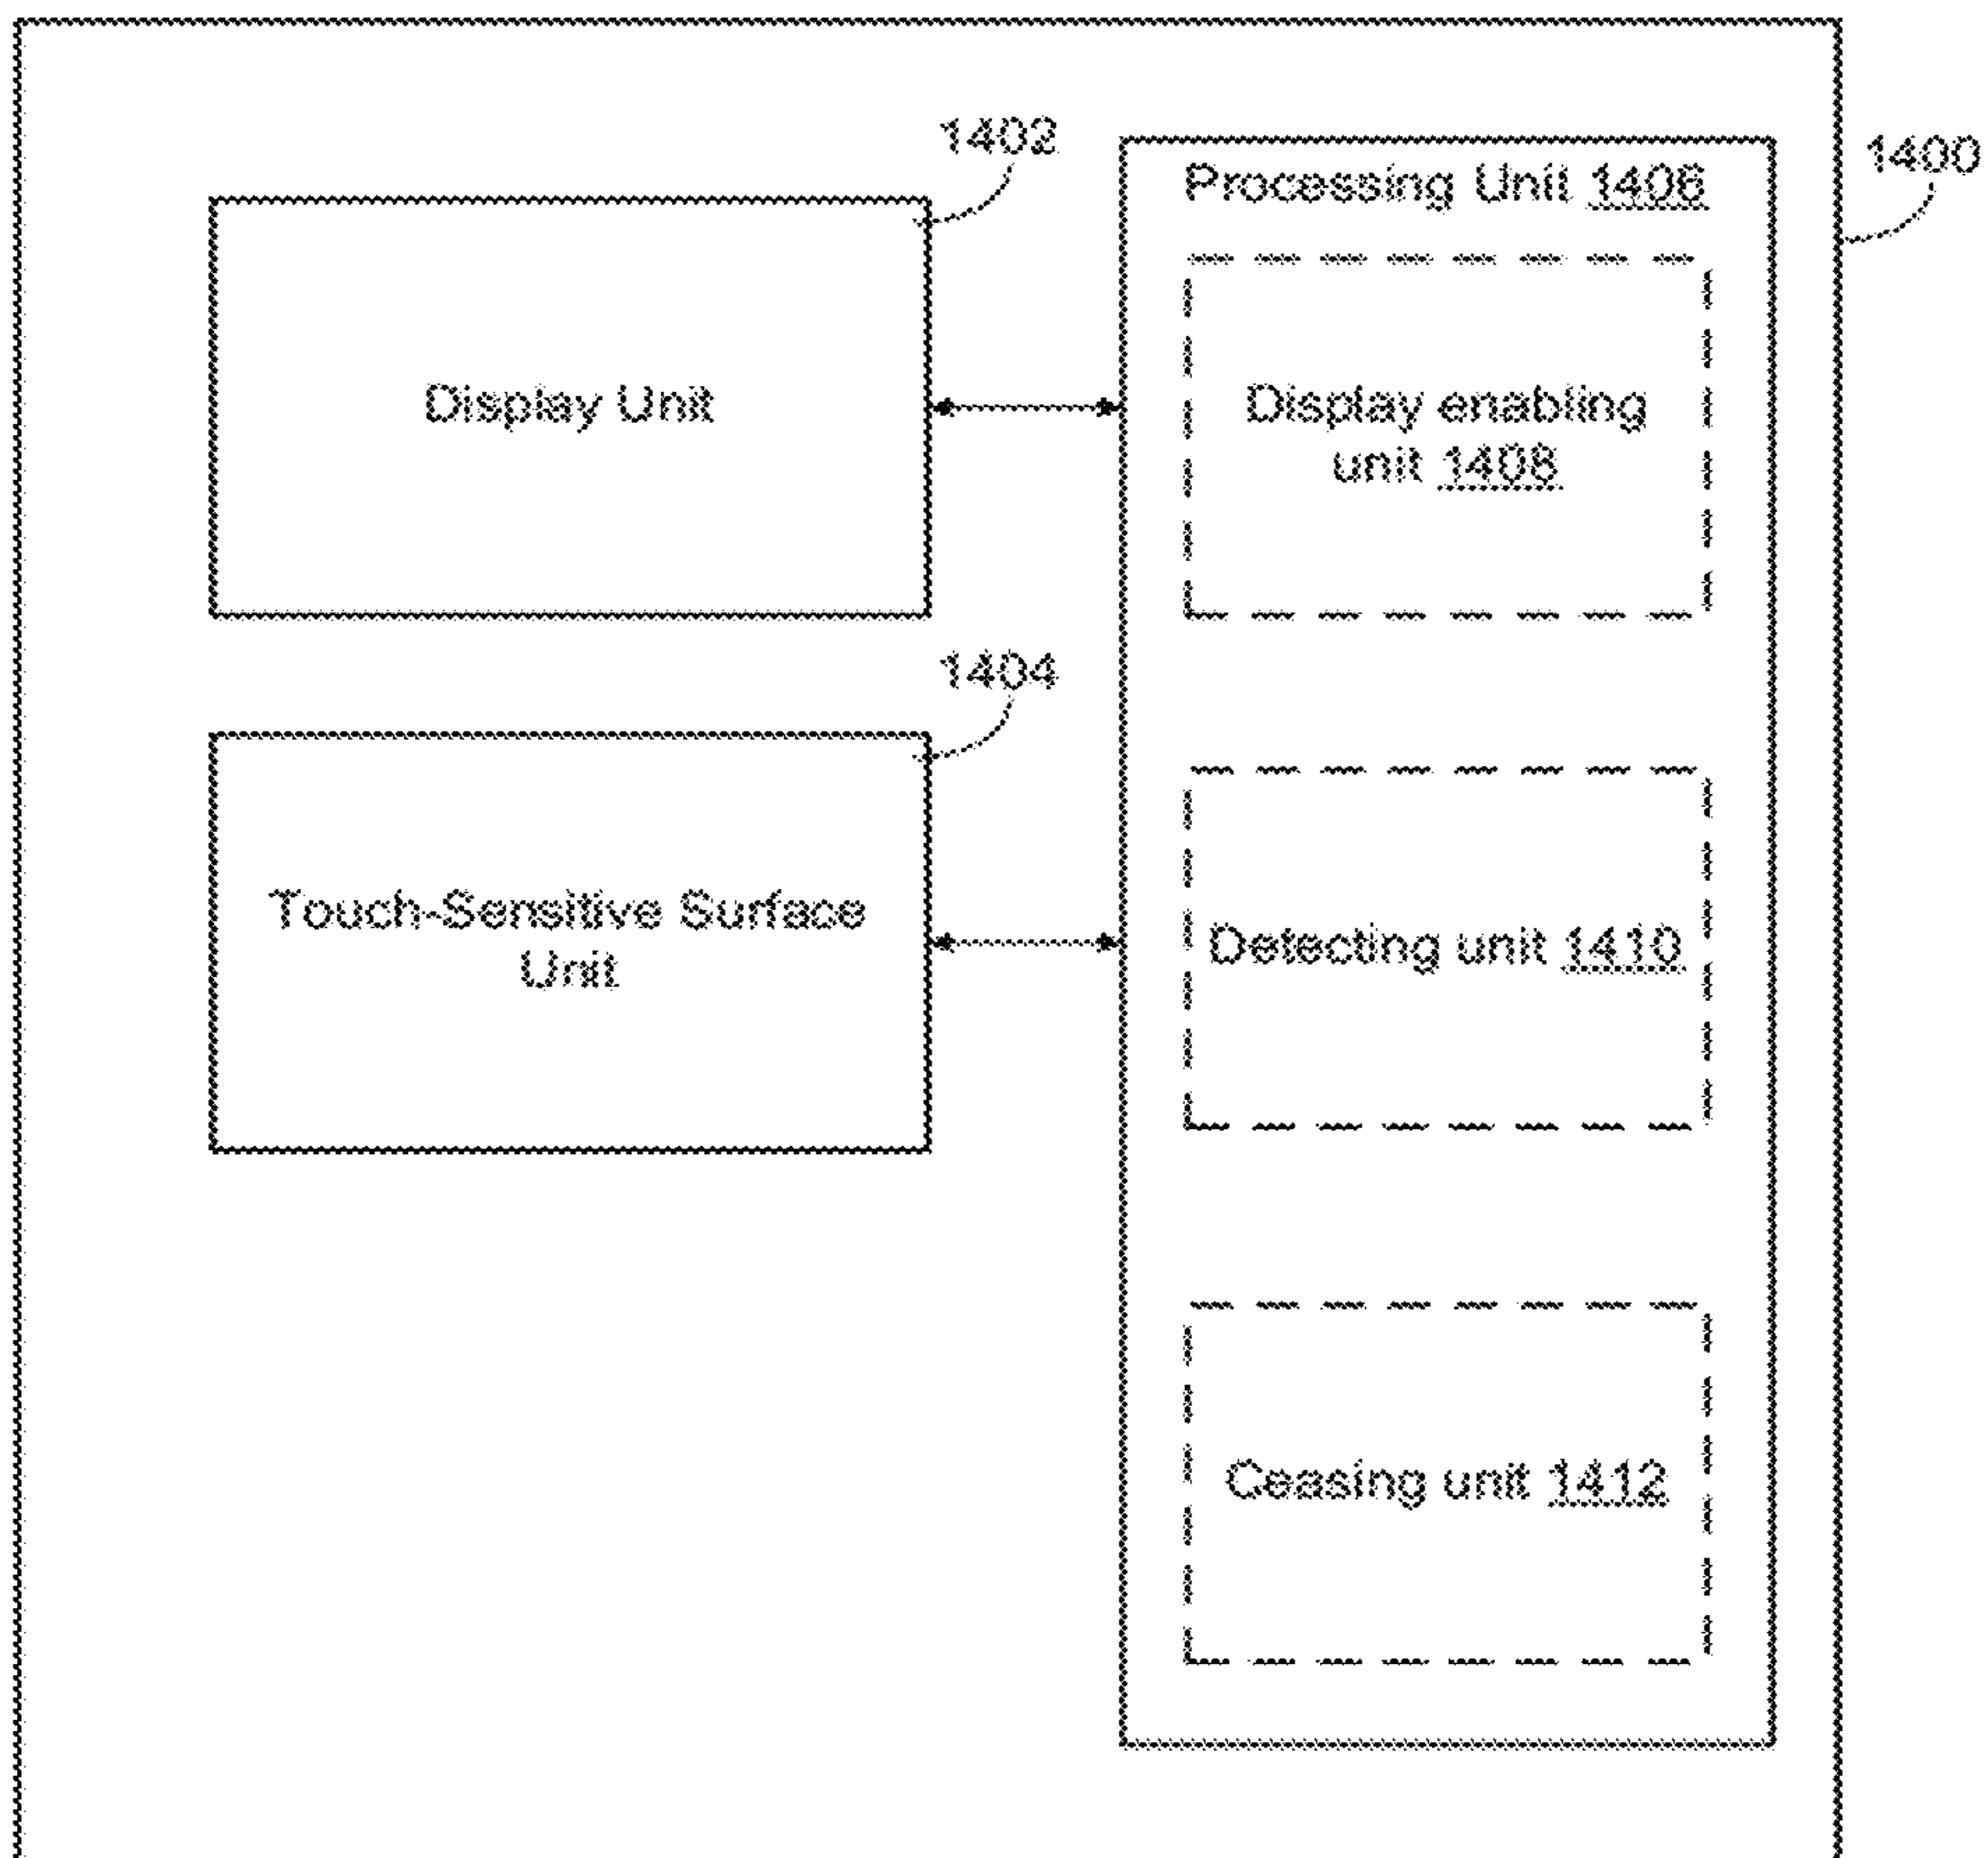 1402
1400
Processing Unit 1406
Display Unit
Display enabling
unit 1408
1404
Touch-Sensitive Surface
Unit
Detecting unit 1410
Ceasing unit 1412